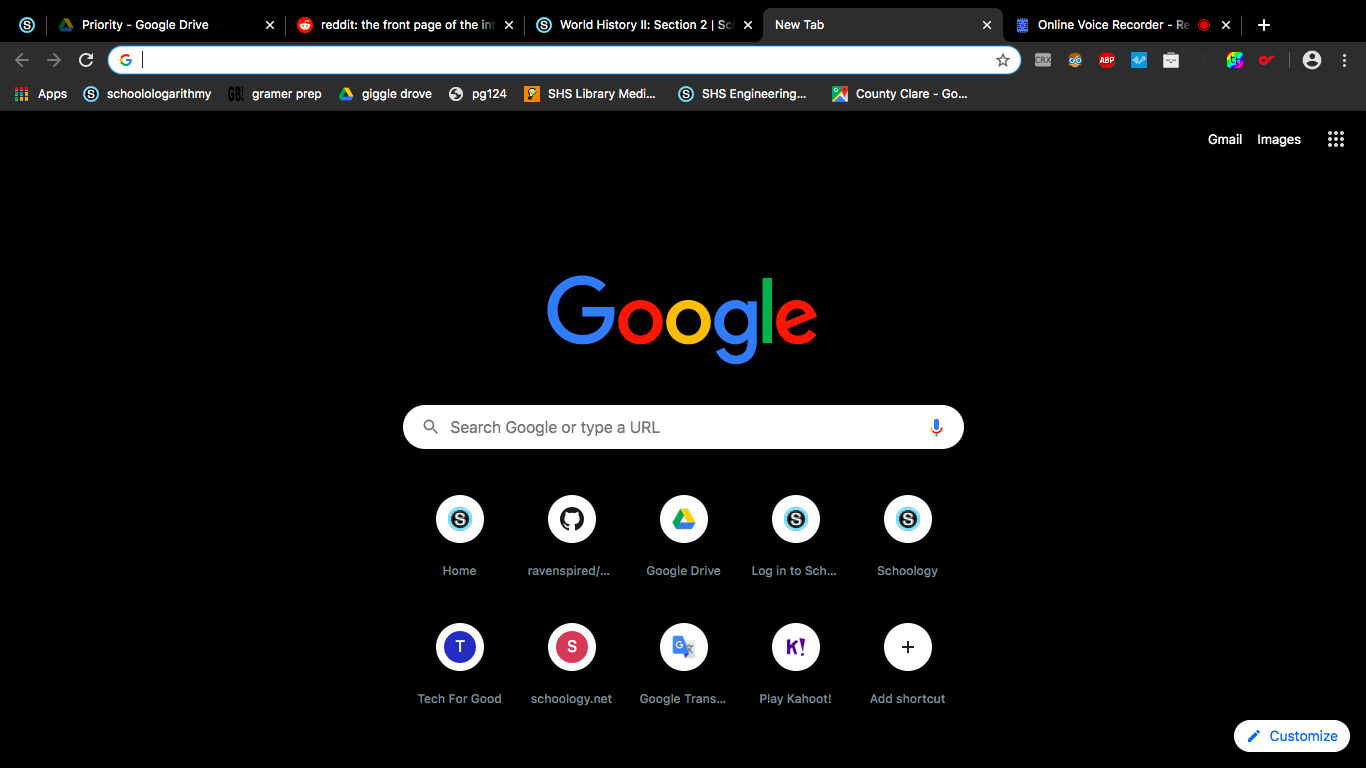 Priority - Google Drive
reddit: the front page of the int
World History II: Section 2 | Sc
New Tab
Online Voice Recorder - Re
CRX
ABP
Apps
schoolologarithmy
GB!
gramer prep
giggle drove
pg124
SHS Library Medi...
SHS Engineering...
County Clare - Go...
Gmail
Images
Google
Search Google or type a URL
Home
ravenspired/...
Google Drive
Log in to Sch...
Schoology
T
S
K!
Tech For Good
schoology.net
Google Trans...
Play Kahoot!
Add shortcut
Customize